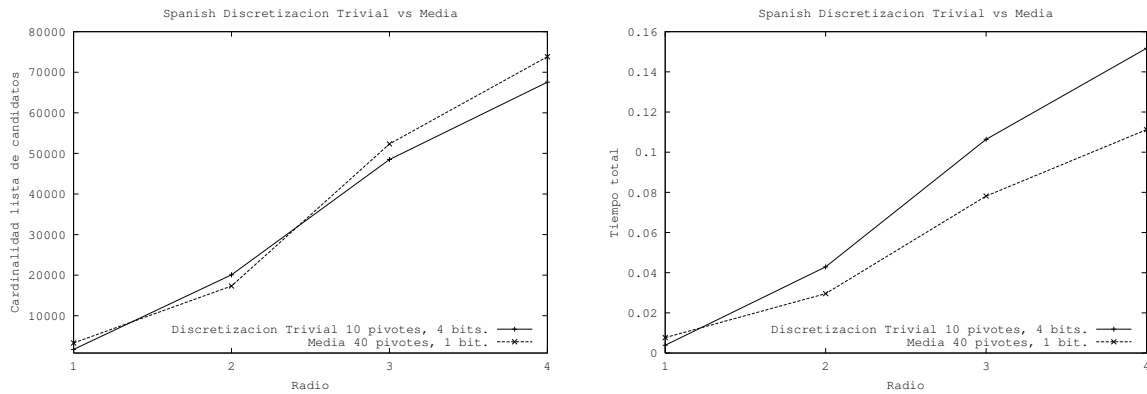 Spanish Discretizacion Trivial vs Media
80000
70000
60000
50000
40000
30000
20000
10000
Cardinalidad lista de candidatos
Discretizacion Trivial 10 pivotes, 4 bits.
Media 40 pivotes, 1 bit.
1 2 3 4
Radio
Spanish Discretizacion Trivial vs Media
0.16
0.14
0.12
0.1
0.08
0.06
0.04
0.02
0
Tiempo total
Discretizacion Trivial 10 pivotes, 4 bits.
Media 40 pivotes, 1 bit.
1 2 3 4
Radio